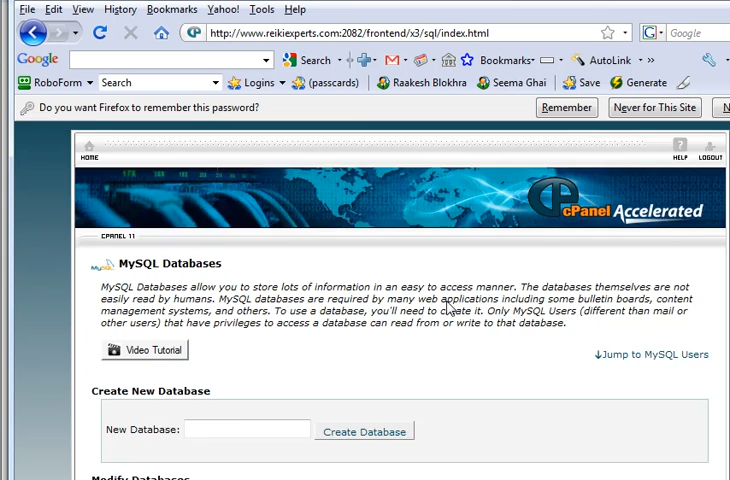 File Edit View History Bookmarks Yahoo! Tools Help
http://www.reikiexperts.com:2082/frontend/x3/sql/index.html
Google
Google Search Bookmarks AutoLink
RoboForm Search Logins (passcards) Raakesh Blokhra Seema Ghai Save Generate
Do you want Firefox to remember this password? Remember Never for This Site N
HOME HELP LOGOUT
CP cPanel Accelerated
CPANEL 11
MySQL MySQL Databases
MySQL Databases allow you to store lots of information in an easy to access manner. The databases themselves are not
easily read by humans. MySQL databases are required by many web applications including some bulletin boards, content
management systems, and others. To use a database, you'll need to create it. Only MySQL Users (different than mail or
other users) that have privileges to access a database can read from or write to that database.
Video Tutorial
Jump to MySQL Users
Create New Database
New Database: Create Database
Modify Databases